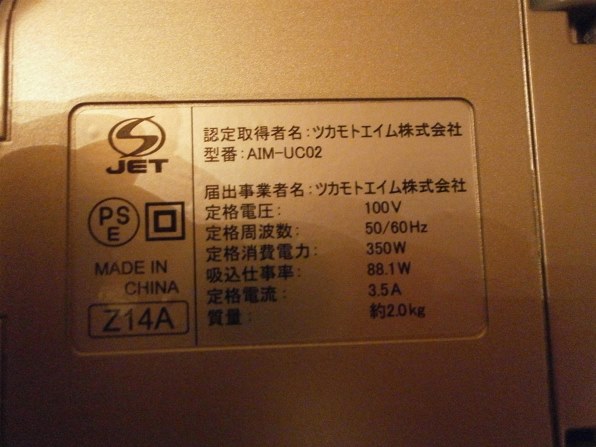 JET
PS
E
MADE IN
CHINA
Z14A
認定取得者名：ツカモトエイム株式会社
型番：AIM-UC02
届出事業者名：ツカモトエイム株式会社
定格電圧： 100V
定格周波数： 50/60Hz
定格消費電力： 350W
吸込仕事率： 88.1W
定格電流： 3.5A
質量： 約2.0kg